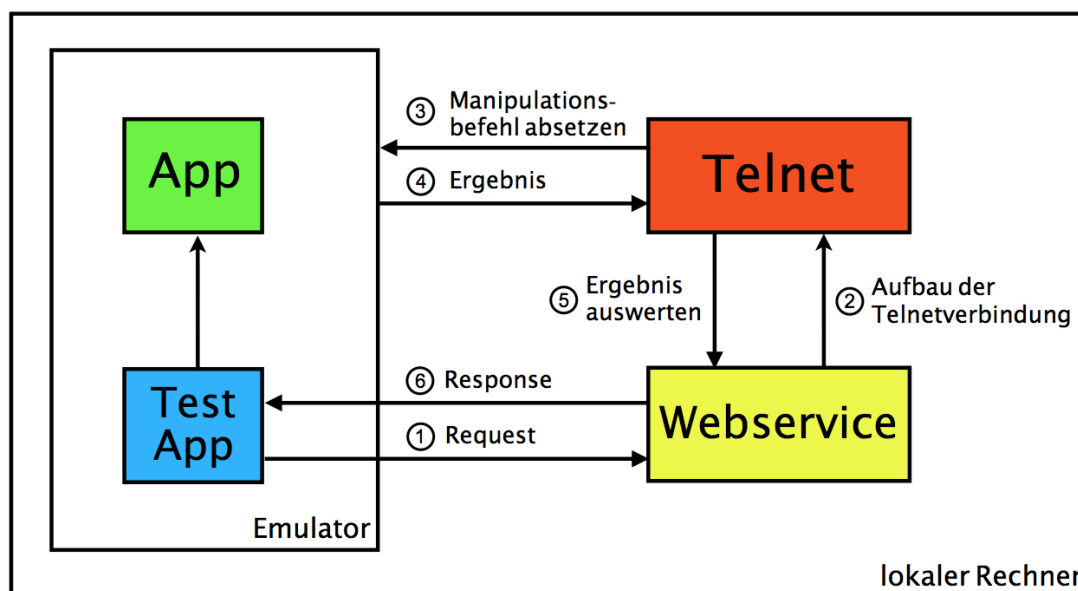 ③ Manipulations-
befehl absetzen
App
Telnet
④ Ergebnis
⑤ Ergebnis
auswerten
② Aufbau der
Telnetverbindung
⑥ Response
Test
App
Webservice
① Request
Emulator
lokaler Rechner